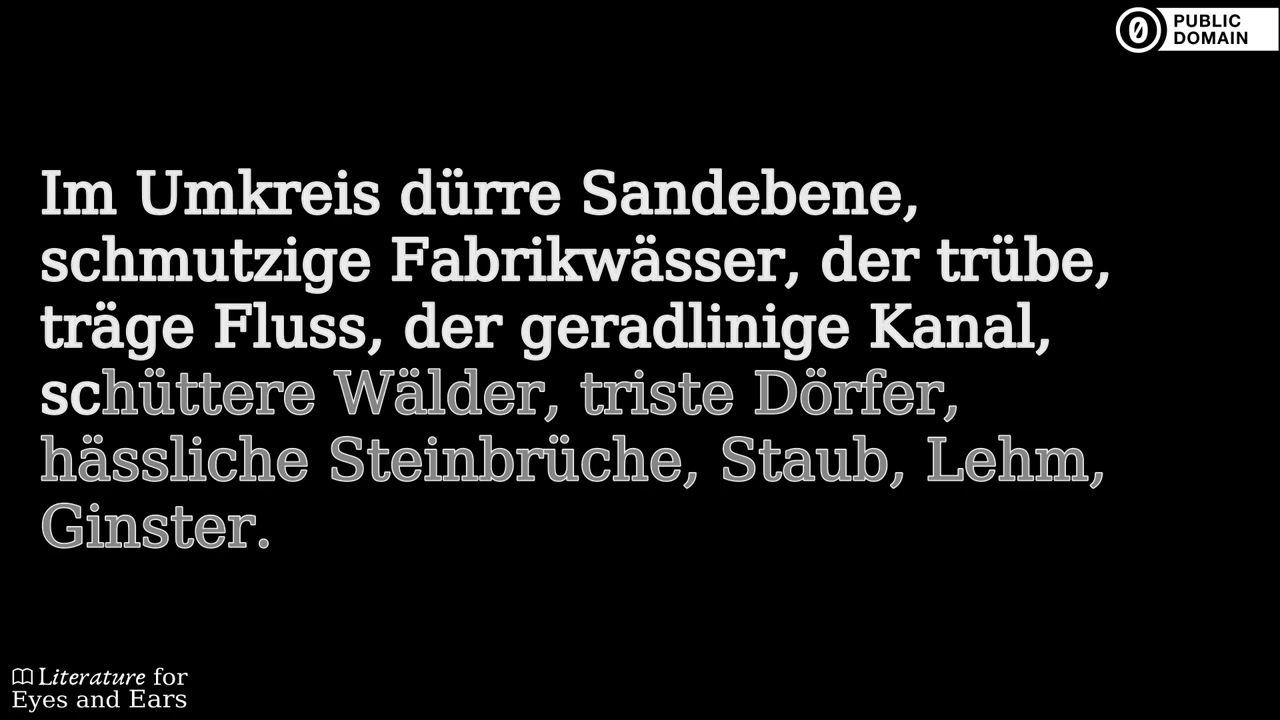 PUBLIC
DOMAIN
Im Umkreis dürre Sandebene,
schmutzige Fabrikwässer, der trübe,
träge Fluss, der geradlinige Kanal,
schüttere Wälder, triste Dörfer,
hässliche Steinbrüche, Staub, Lehm,
Ginster.
Literature for
Eyes and Ears